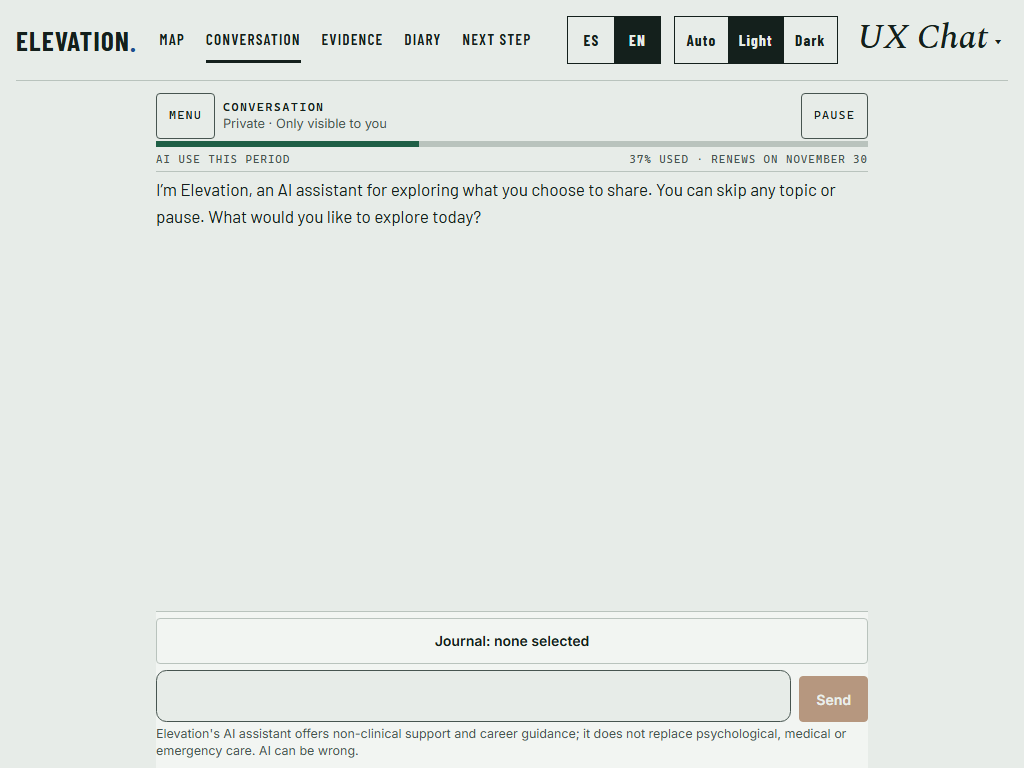 ELEVATION.
MAP
CONVERSATION
EVIDENCE
DIARY
NEXT STEP
ES
EN
Auto
Light
Dark
UX Chat
MENU
CONVERSATION
Private · Only visible to you
PAUSE
AI USE THIS PERIOD
37% USED · RENEWS ON NOVEMBER 30
I’m Elevation, an AI assistant for exploring what you choose to share. You can skip any topic or
pause. What would you like to explore today?
Journal: none selected
Send
Elevation's AI assistant offers non-clinical support and career guidance; it does not replace psychological, medical or
emergency care. AI can be wrong.